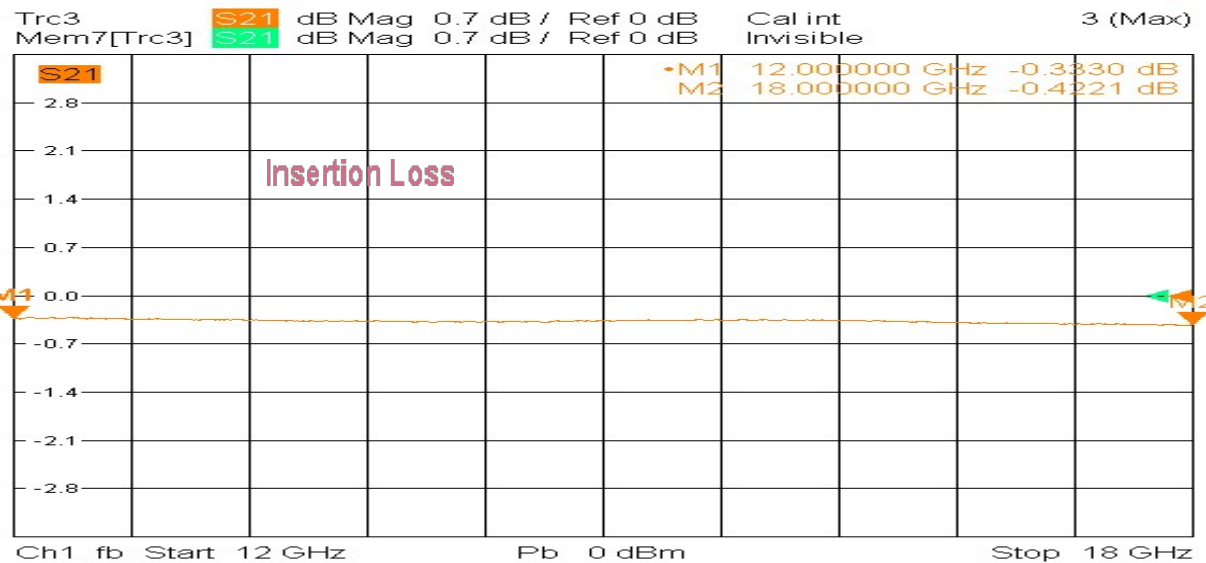 Trc3 S21 dB Mag 0.7 dB / Ref 0 dB Cal int 3 (Max)
Mem7[Trc3] S21 dB Mag 0.7 dB / Ref 0 dB Invisible
S21
•M1 12.000000 GHz -0.3330 dB
M2 18.000000 GHz -0.4221 dB
2.8
2.1
Insertion Loss
1.4
0.7
M1 0.0
M2
-0.7
-1.4
-2.1
-2.8
Ch1 fb Start 12 GHz Pb 0 dBm Stop 18 GHz